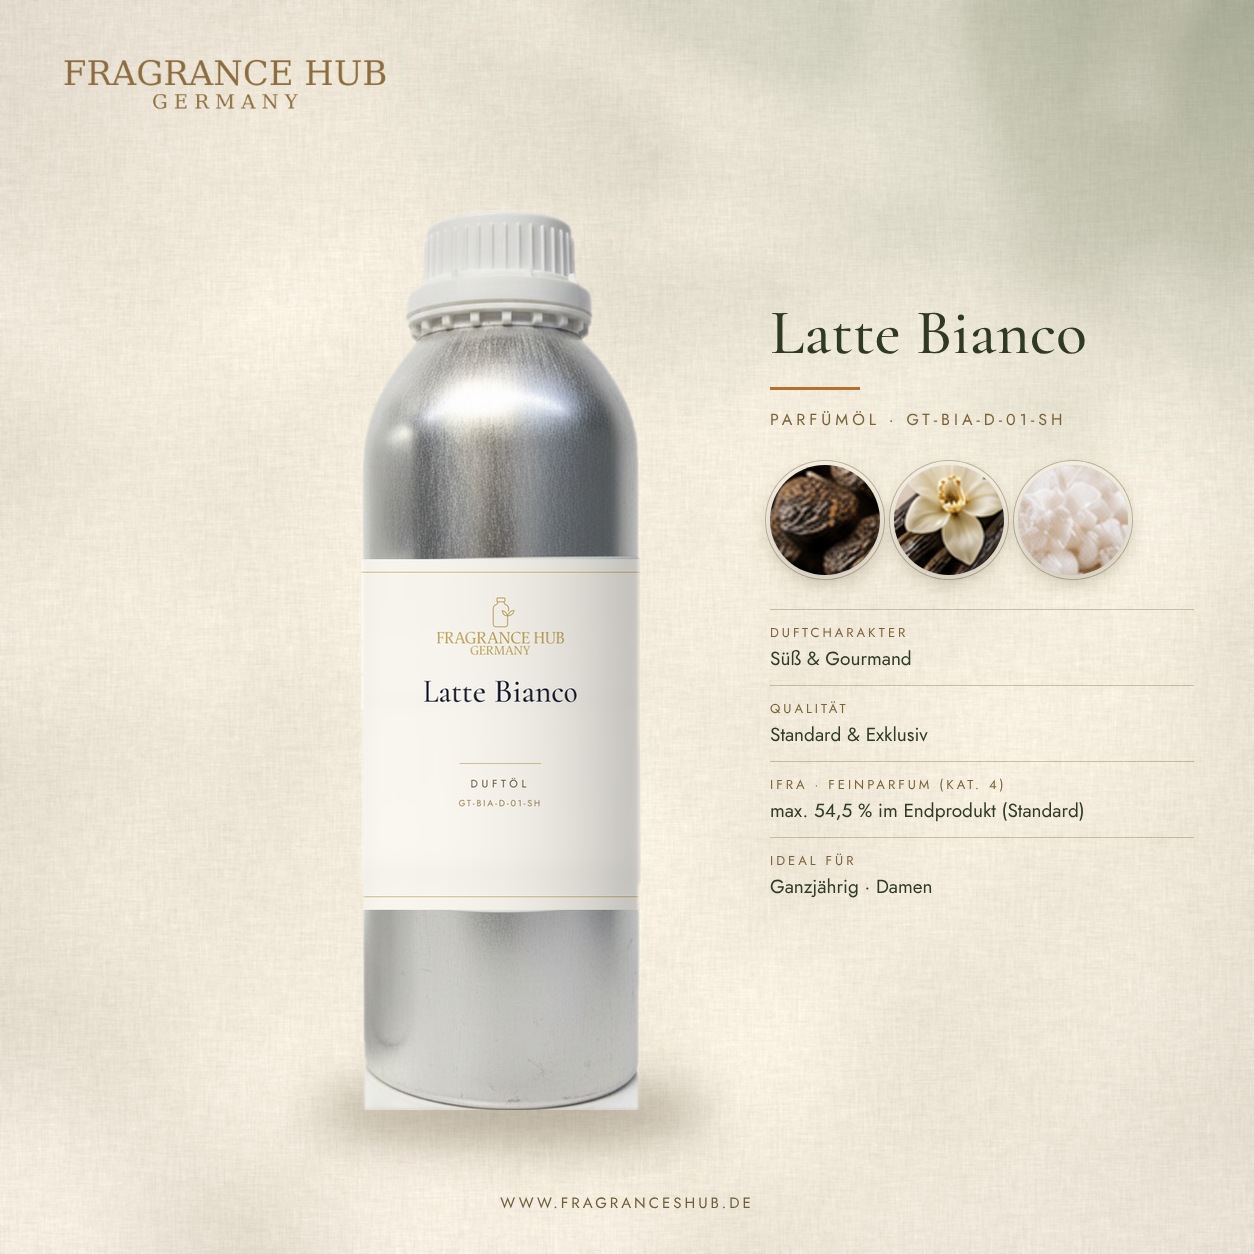 FRAGRANCE HUB
GERMANY
Latte Bianco
PARFÜMÖL · GT-BIA-D-01-SH
DUFTCHARAKTER
Süß & Gourmand
QUALITÄT
Standard & Exklusiv
IFRA · FEINPARFUM (KAT. 4)
max. 54,5 % im Endprodukt (Standard)
IDEAL FÜR
Ganzjährig · Damen
FRAGRANCE HUB
GERMANY
Latte Bianco
DUFTÖL
GT-BIA-D-01-SH
WWW.FRAGRANCESHUB.DE